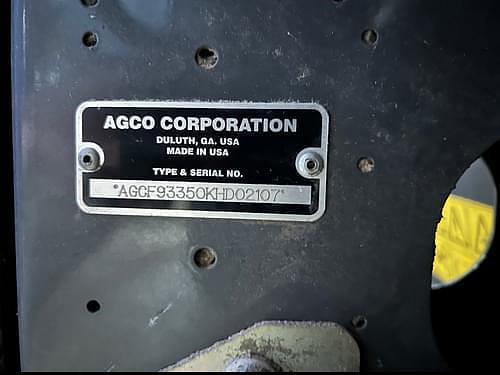 AGCO CORPORATION
DULUTH, GA. USA
MADE IN USA
TYPE & SERIAL NO.
*AGCF93350KHD02107*